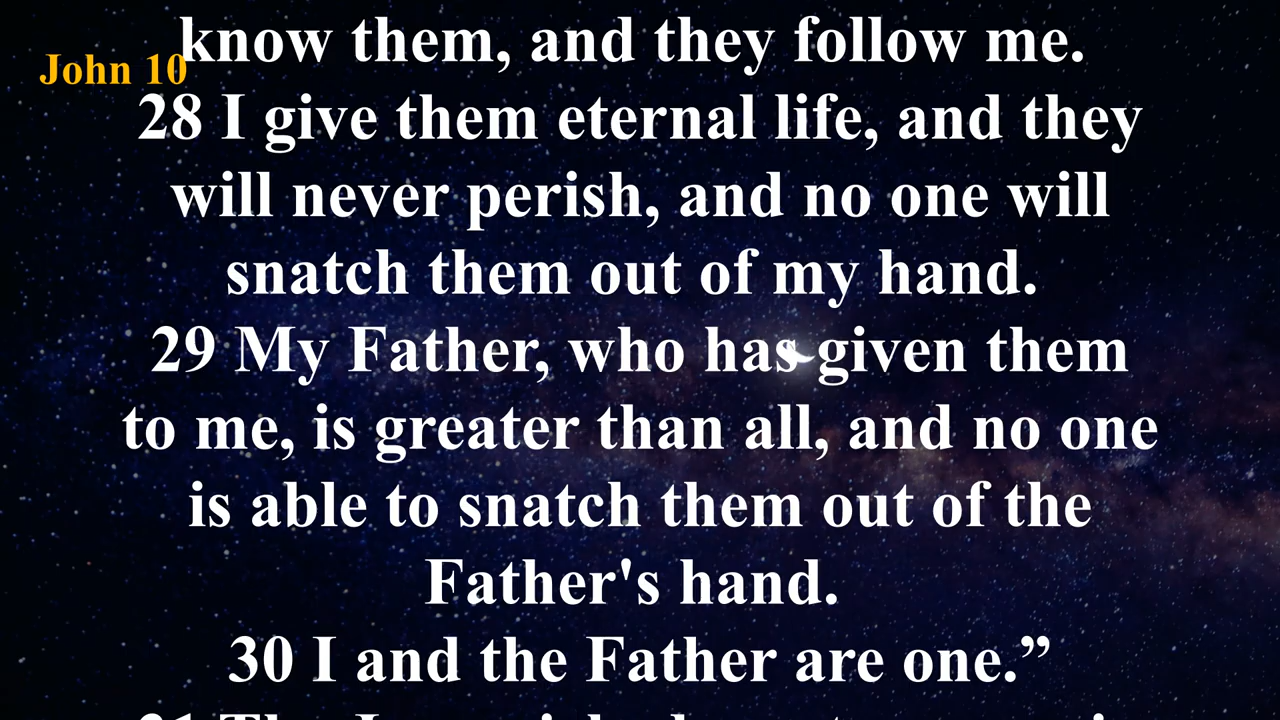 know them, and they follow me.
John 10
28 I give them eternal life, and they
will never perish, and no one will
snatch them out of my hand.
29 My Father, who has given them
to me, is greater than all, and no one
is able to snatch them out of the
Father's hand.
30 I and the Father are one.”